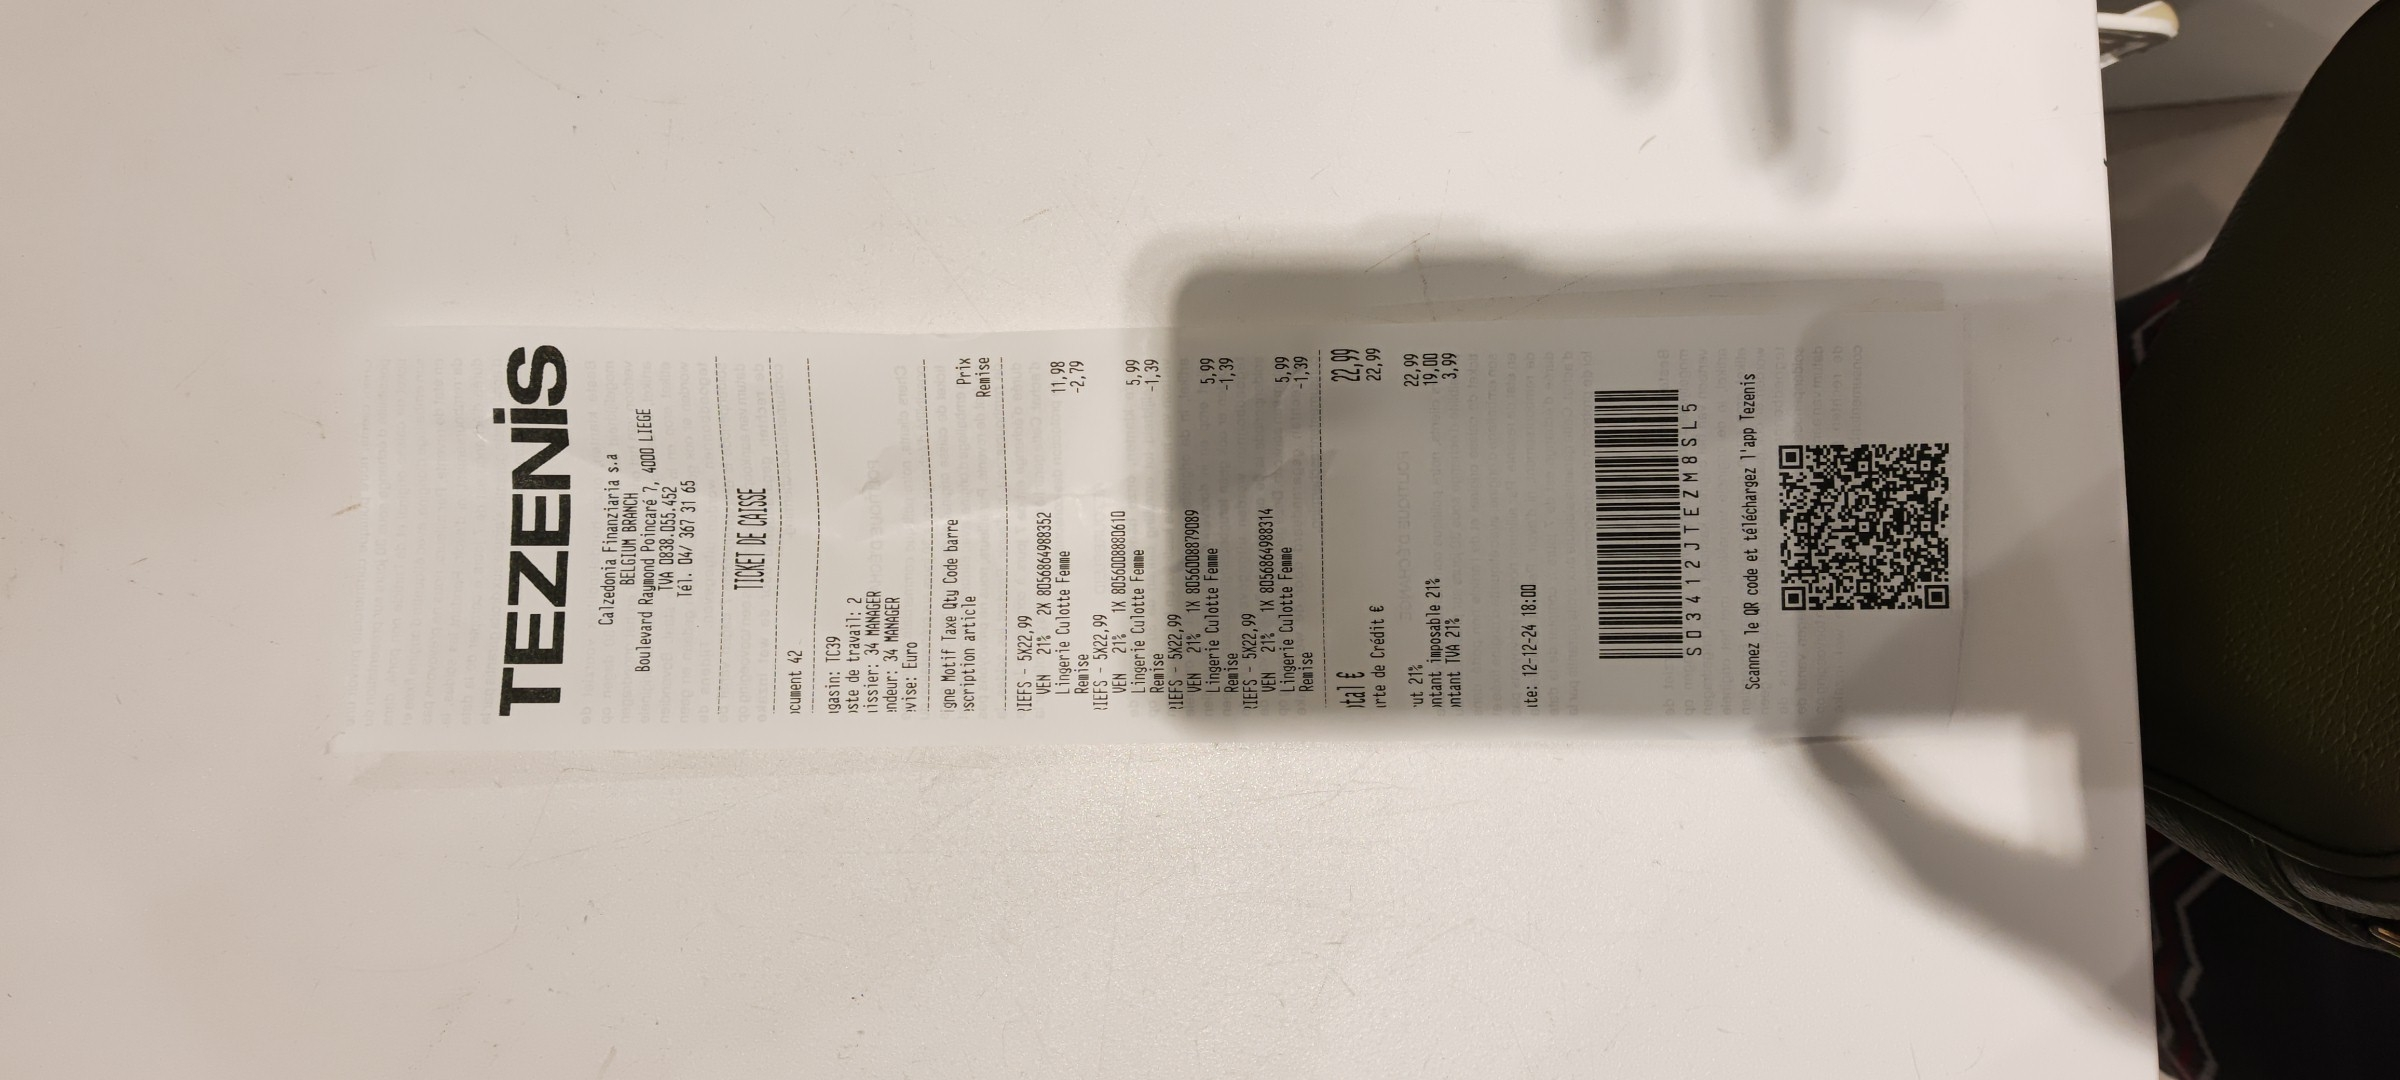 TEZENIS
Calzedonia Finanziaria s.a
BELGIUM BRANCH
Boulevard Raymond Poincaré 7, 4000 LIEGE
TVA 0838.055.452
Tél. 04/ 367 31 65
TICKET DE CAISSE
ocument 42
gasin: TC39
oste de travail: 2
issier: 34 MANAGER
endeur: 34 MANAGER
evise: Euro
igne Motif Taxe Qty Code barre Prix
escription article Remise
RIEFS - 5X22,99
VEN 21% 2X 8056864988352 11,98
Lingerie Culotte Femme -2,79
Remise
RIEFS - 5X22,99
VEN 21% 1X 8056008880610 5,99
Lingerie Culotte Femme -1,39
Remise
RIEFS - 5X22,99
VEN 21% 1X 8056008879089 5,99
Lingerie Culotte Femme -1,39
Remise
RIEFS - 5X22,99
VEN 21% 1X 8056864988314 5,99
Lingerie Culotte Femme -1,39
Remise
otal € 22,99
arte de Crédit € 22,99
ut 21% 22,99
ontant imposable 21% 19,00
ontant TVA 21% 3,99
te: 12-12-24 18:00
S03412JTEZM8SL5
Scannez le QR code et téléchargez l'app Tezenis